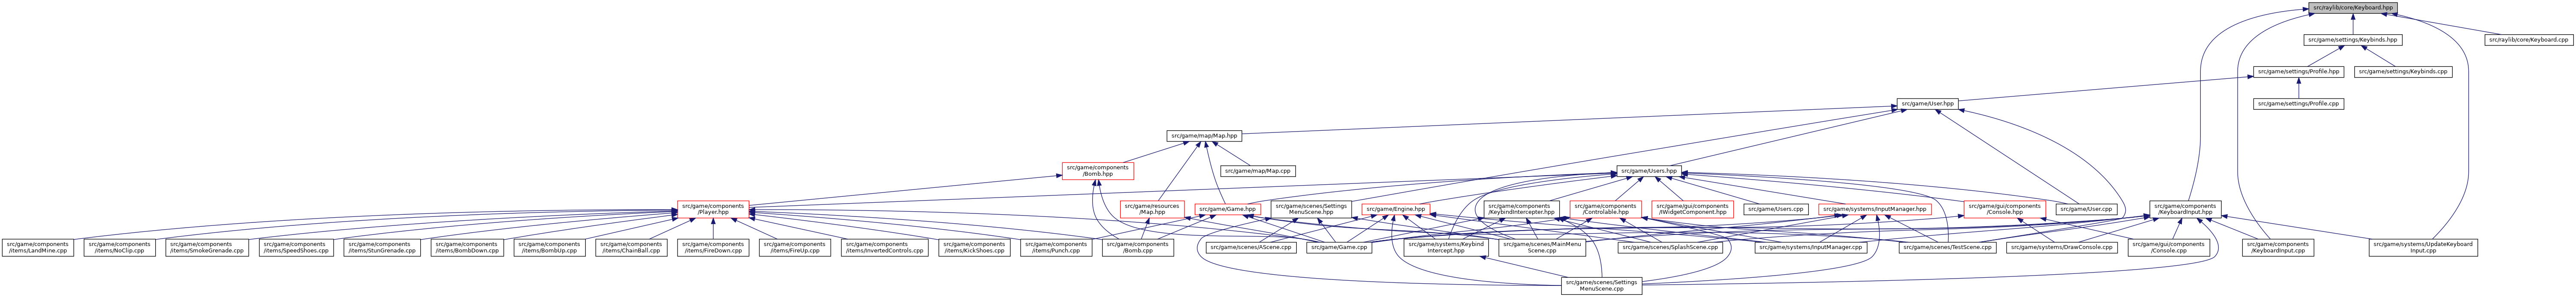 src/raylib/core/Keyboard.hpp
src/game/settings/Keybinds.hpp
src/raylib/core/Keyboard.cpp
src/game/settings/Profile.hpp
src/game/settings/Keybinds.cpp
src/game/User.hpp
src/game/settings/Profile.cpp
src/game/map/Map.hpp
src/game/components
/Bomb.hpp
src/game/map/Map.cpp
src/game/Users.hpp
src/game/components
/Player.hpp
src/game/resources
/Map.hpp
src/game/Game.hpp
src/game/scenes/Settings
MenuScene.hpp
src/game/Engine.hpp
src/game/components
/KeybindIntercepter.hpp
src/game/components
/Controlable.hpp
src/game/gui/components
/IWidgetComponent.hpp
src/game/Users.cpp
src/game/systems/InputManager.hpp
src/game/gui/components
/Console.hpp
src/game/User.cpp
src/game/components
/KeyboardInput.hpp
src/game/components
/items/LandMine.cpp
src/game/components
/items/NoClip.cpp
src/game/components
/items/SmokeGrenade.cpp
src/game/components
/items/SpeedShoes.cpp
src/game/components
/items/StunGrenade.cpp
src/game/components
/items/BombDown.cpp
src/game/components
/items/BombUp.cpp
src/game/components
/items/ChainBall.cpp
src/game/components
/items/FireDown.cpp
src/game/components
/items/FireUp.cpp
src/game/components
/items/InvertedControls.cpp
src/game/components
/items/KickShoes.cpp
src/game/components
/items/Punch.cpp
src/game/components
/Bomb.cpp
src/game/scenes/AScene.cpp
src/game/Game.cpp
src/game/systems/Keybind
Intercept.hpp
src/game/scenes/MainMenu
Scene.cpp
src/game/scenes/SplashScene.cpp
src/game/systems/InputManager.cpp
src/game/scenes/TestScene.cpp
src/game/systems/DrawConsole.cpp
src/game/gui/components
/Console.cpp
src/game/components
/KeyboardInput.cpp
src/game/systems/UpdateKeyboard
Input.cpp
src/game/scenes/Settings
MenuScene.cpp